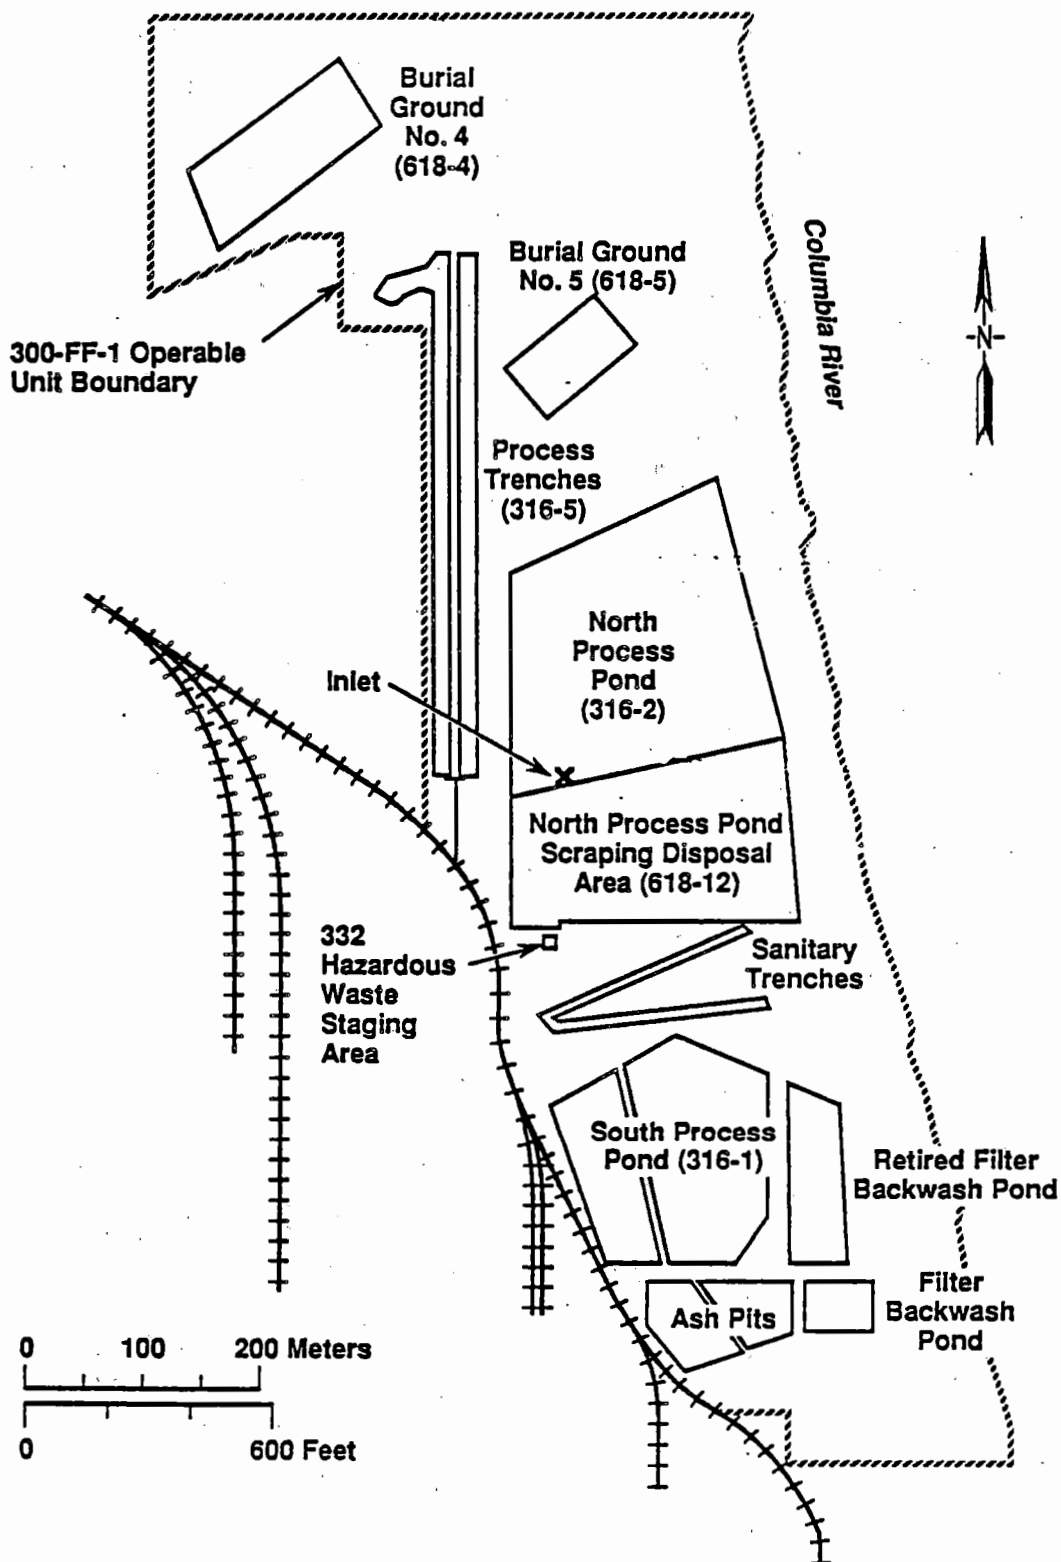 Burial
Ground
No. 4
(618-4)
Burial Ground
No. 5 (618-5)
Columbia River
-N-
300-FF-1 Operable
Unit Boundary
Process
Trenches
(316-5)
North
Process
Pond
(316-2)
Inlet
North Process Pond
Scraping Disposal
Area (618-12)
332
Hazardous
Waste
Staging
Area
Sanitary
Trenches
South Process
Pond (316-1)
Retired Filter
Backwash Pond
Filter
Backwash
Pond
Ash Pits
0 100 200 Meters
0 600 Feet